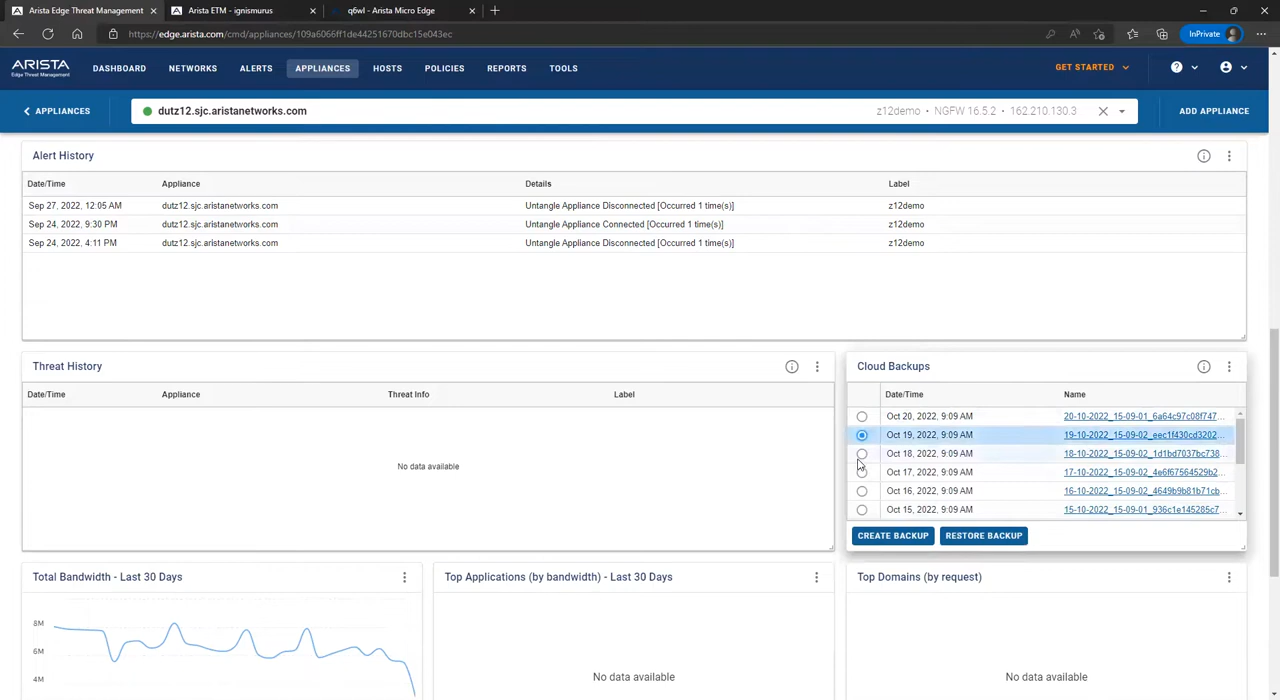 Arista Edge Threat Management
Arista ETM - ignismurus
q6wl - Arista Micro Edge
https://edge.arista.com/cmd/appliances/109a6066ff1de44251670dbc15e043ec
InPrivate
ARISTA
Edge Threat Management
DASHBOARD
NETWORKS
ALERTS
APPLIANCES
HOSTS
POLICIES
REPORTS
TOOLS
GET STARTED
APPLIANCES
dutz12.sjc.aristanetworks.com
z12demo • NGFW 16.5.2 • 162.210.130.3
ADD APPLIANCE
Alert History
Date/Time Appliance Details Label
Sep 27, 2022, 12:05 AM dutz12.sjc.aristanetworks.com Untangle Appliance Disconnected [Occurred 1 time(s)] z12demo
Sep 24, 2022, 9:30 PM dutz12.sjc.aristanetworks.com Untangle Appliance Connected [Occurred 1 time(s)] z12demo
Sep 24, 2022, 4:11 PM dutz12.sjc.aristanetworks.com Untangle Appliance Disconnected [Occurred 1 time(s)] z12demo
Threat History
Date/Time Appliance Threat Info Label
No data available
Cloud Backups
Date/Time Name
Oct 20, 2022, 9:09 AM 20-10-2022_15-09-01_6a64c97c08f747...
Oct 19, 2022, 9:09 AM 19-10-2022_15-09-02_eec1f430cd3202...
Oct 18, 2022, 9:09 AM 18-10-2022_15-09-02_1d1bd7037bc738...
Oct 17, 2022, 9:09 AM 17-10-2022_15-09-02_4e6f67564529b2...
Oct 16, 2022, 9:09 AM 16-10-2022_15-09-02_4649b9b81b71cb...
Oct 15, 2022, 9:09 AM 15-10-2022_15-09-01_936c1e145285c7...
CREATE BACKUP
RESTORE BACKUP
Total Bandwidth - Last 30 Days
8M
6M
4M
Top Applications (by bandwidth) - Last 30 Days
No data available
Top Domains (by request)
No data available